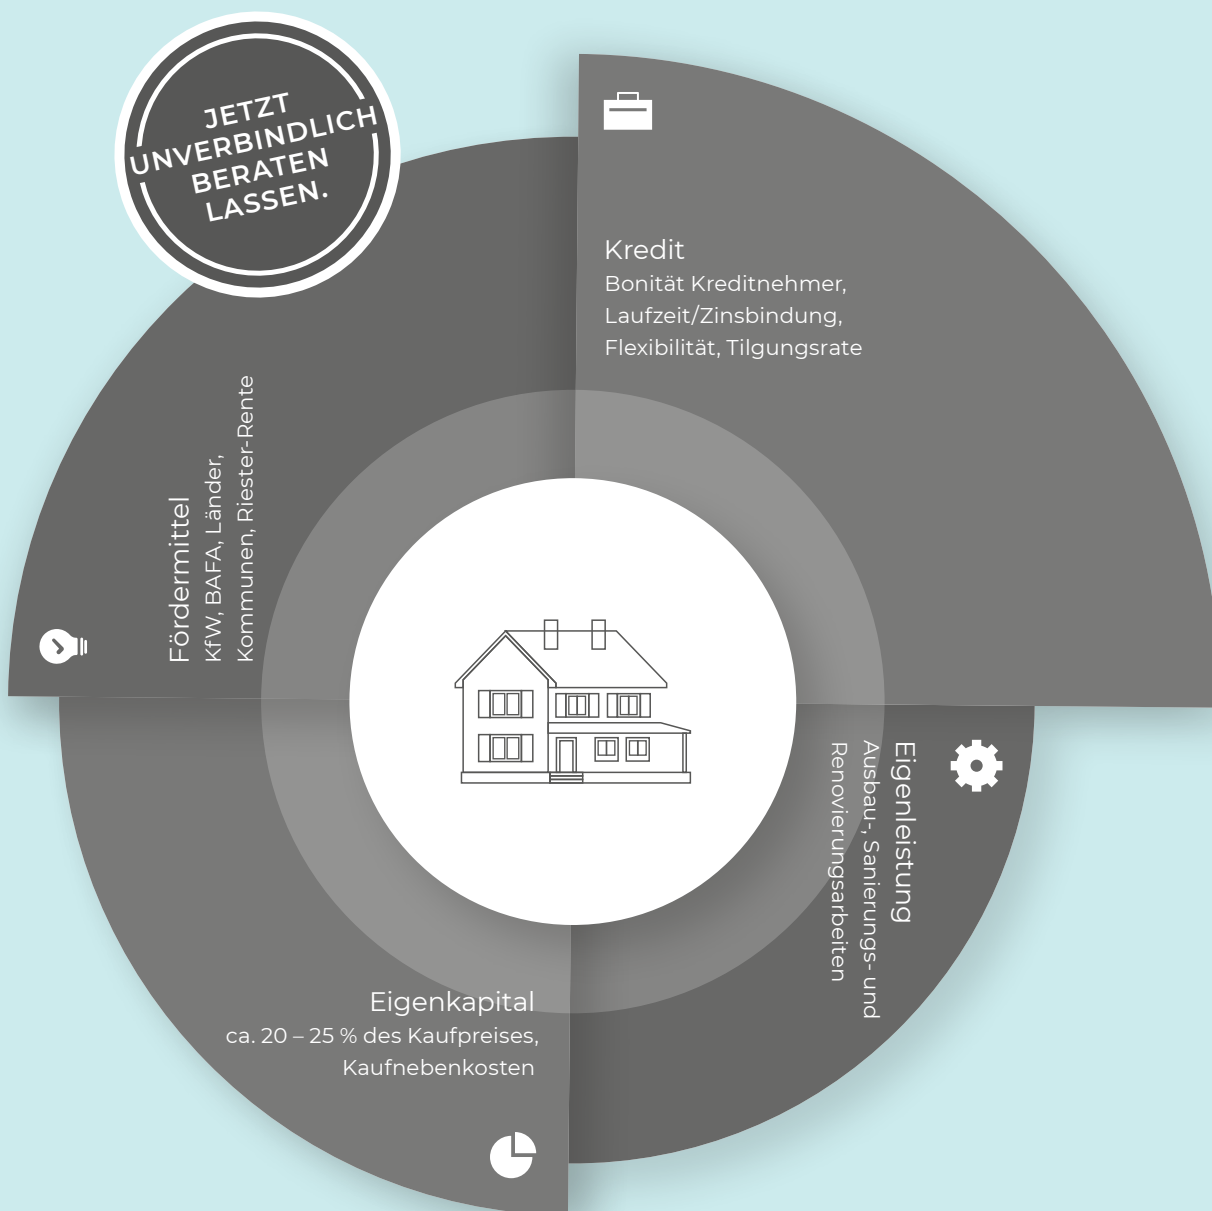 JETZT
UNVERBINDLICH
BERATEN
LASSEN.
Kredit
Bonität Kreditnehmer,
Laufzeit/Zinsbindung,
Flexibilität, Tilgungsrate
Fördermittel
KfW, BAFA, Länder,
Kommunen, Riester-Rente
Eigenleistung
Ausbau-, Sanierungs- und
Renovierungsarbeiten
Eigenkapital
ca. 20 – 25 % des Kaufpreises,
Kaufnebenkosten